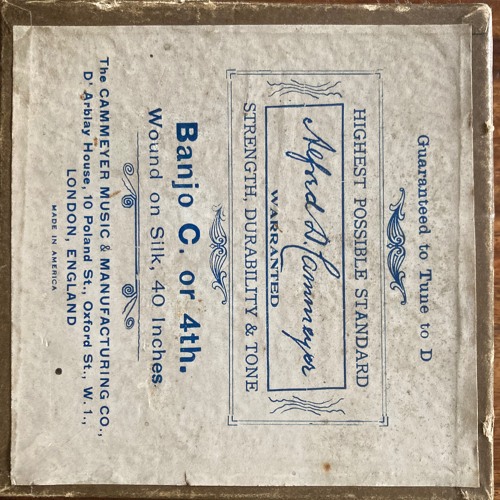 Guaranteed to Tune to D
HIGHEST POSSIBLE STANDARD
Alfred D. Cammeyer
WARRANTED
STRENGTH, DURABILITY & TONE
Banjo C. or 4th.
Wound on Silk, 40 Inches
The CAMMEYER MUSIC & MANUFACTURING CO.,
D'Arblay House, 10 Poland St., Oxford St., W.1.,
LONDON, ENGLAND
MADE IN AMERICA